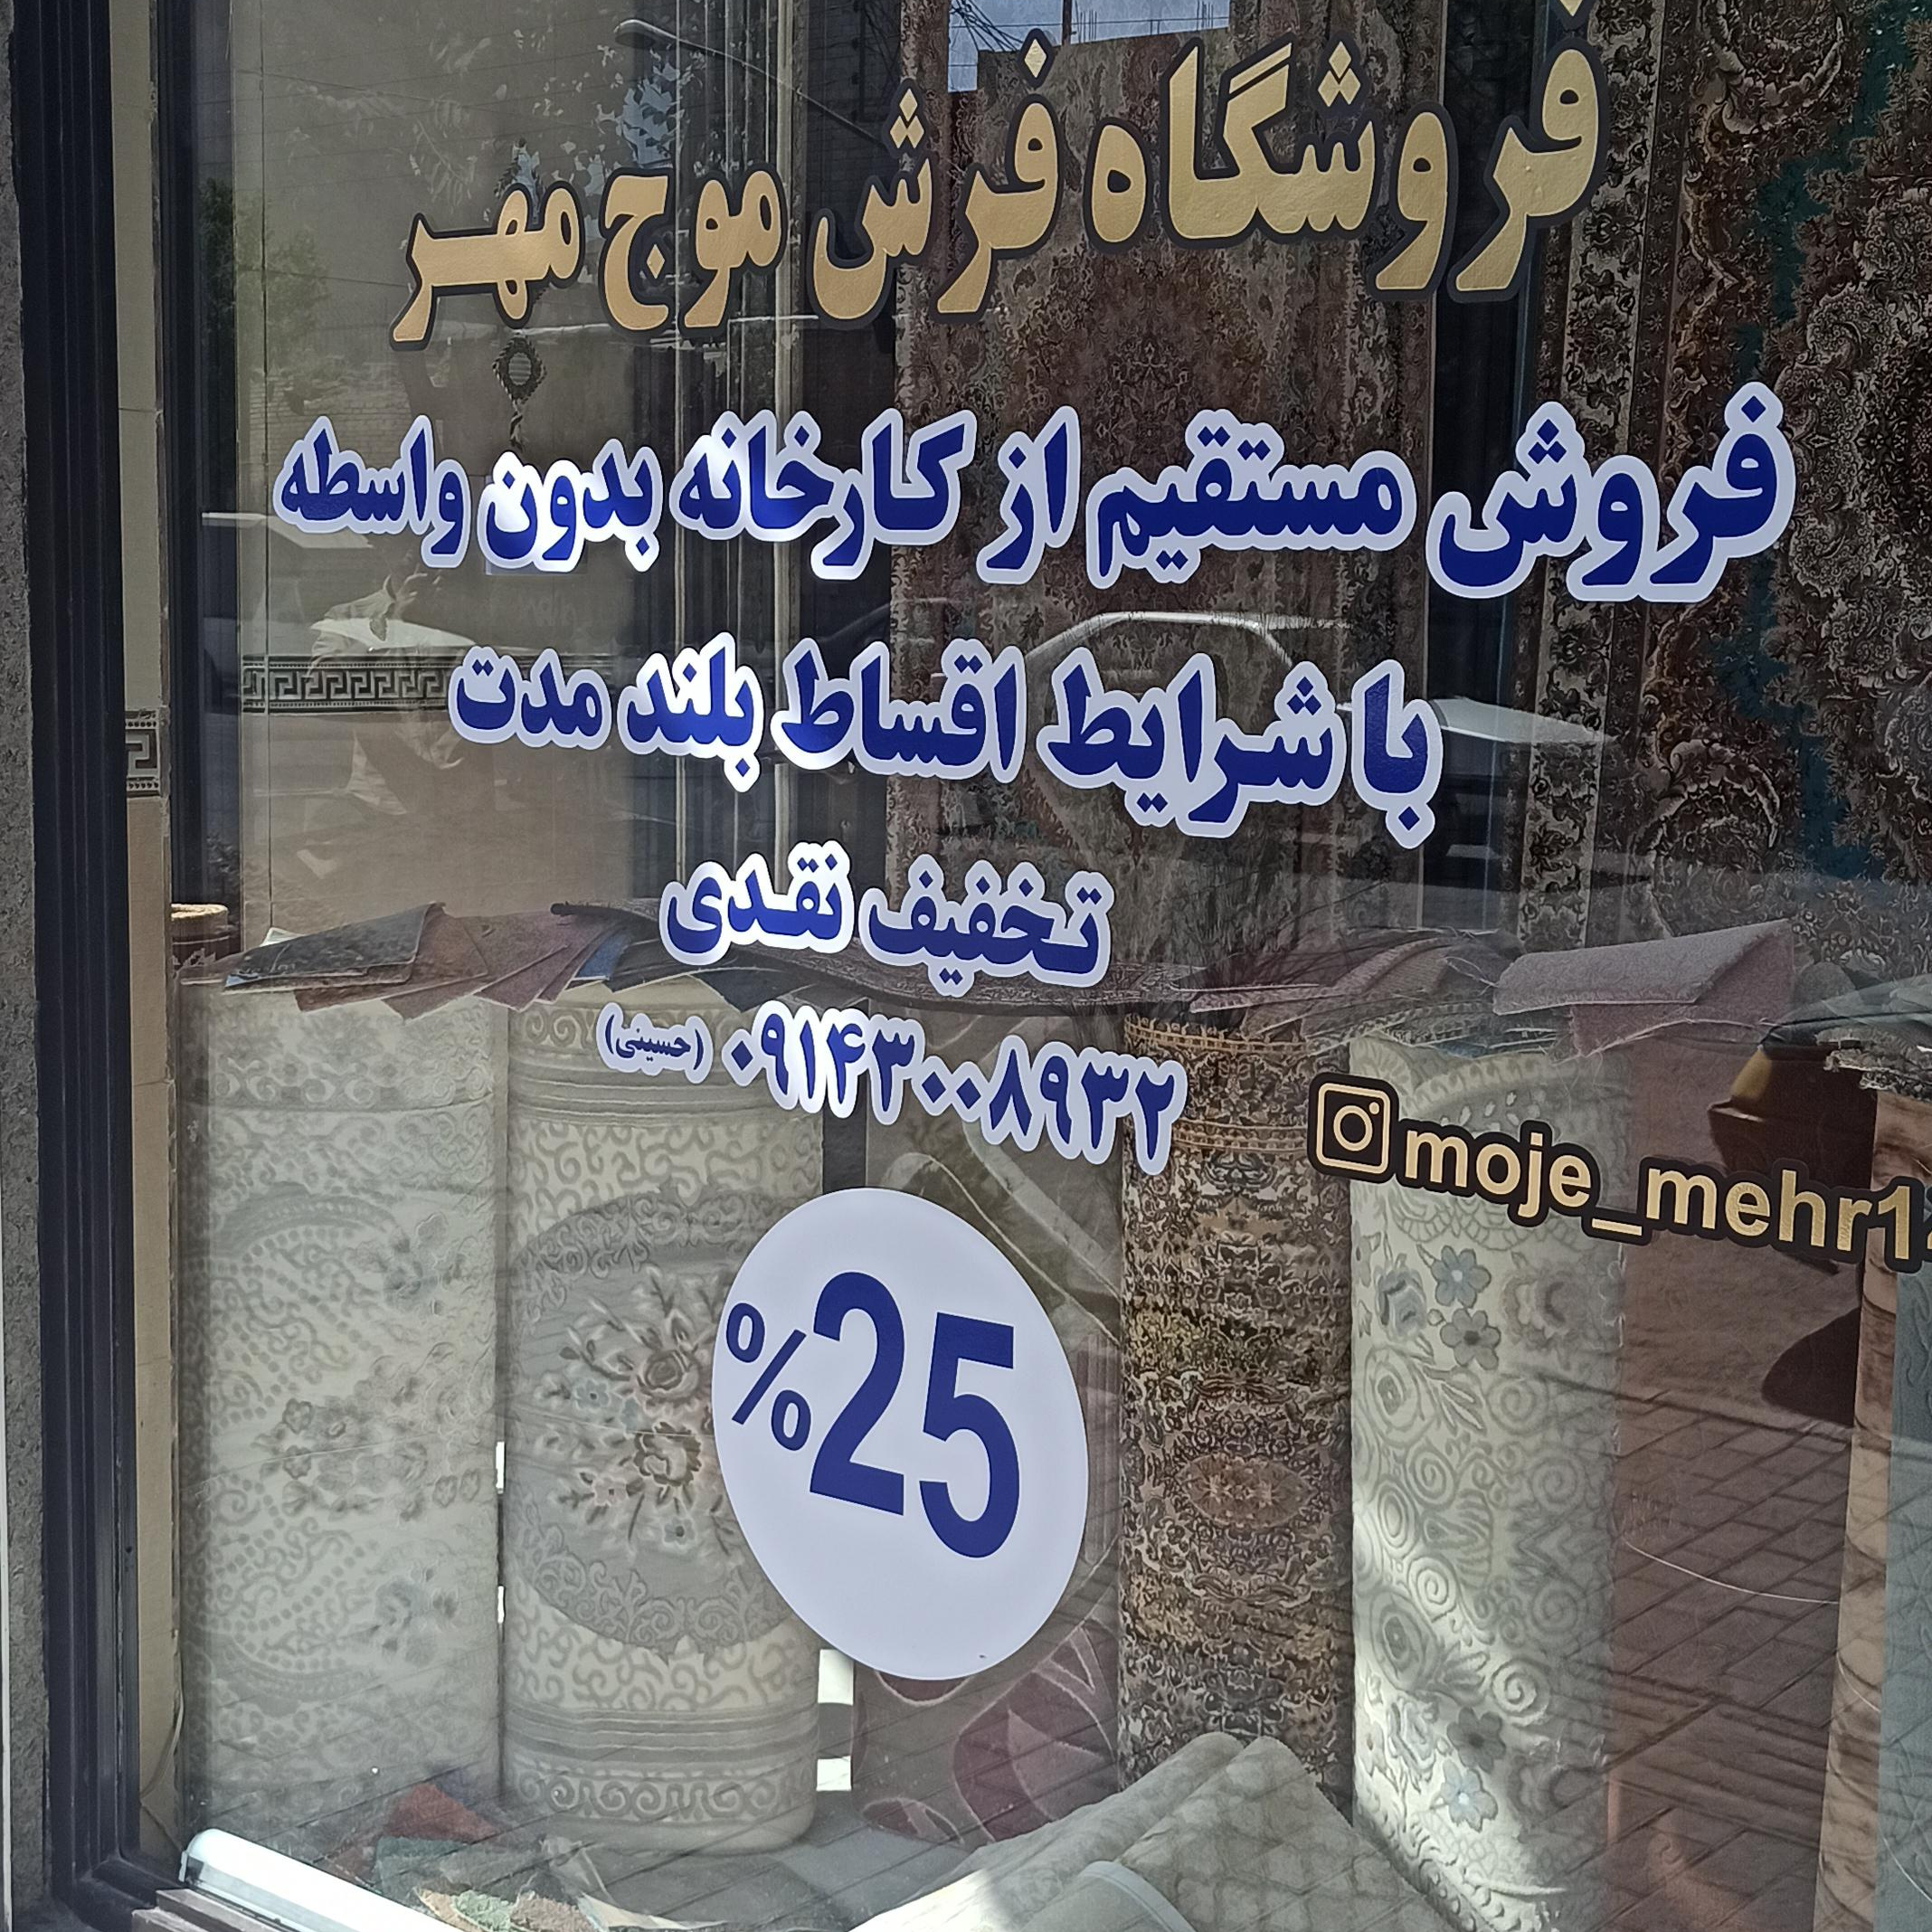 فروشگاه فرش موج مهر
فروش مستقیم از کارخانه بدون واسطه
با شرایط اقساط بلند مدت
تخفیف نقدی
۰۹۱۴۳۰۰۸۹۳۲ (حسینی)
moje_mehr1
%25